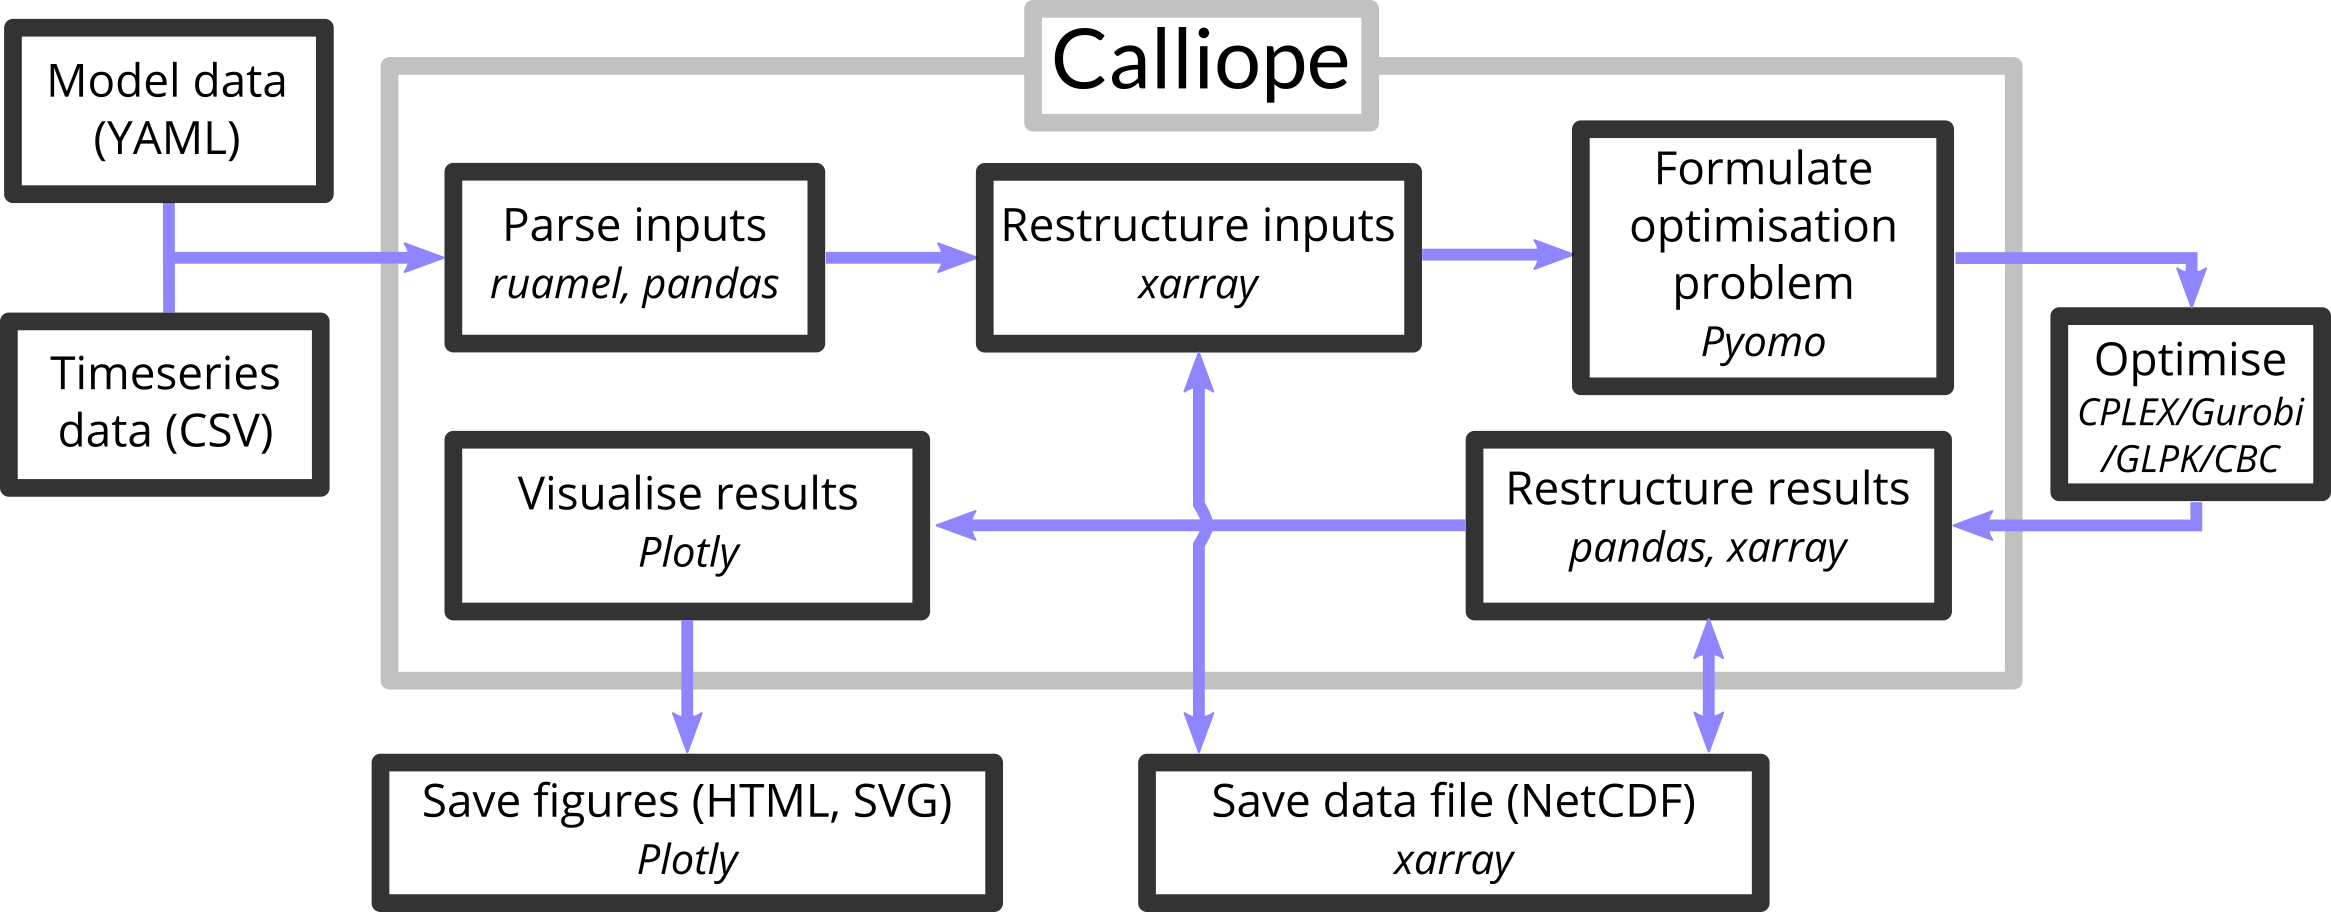 Calliope
Model data
(YAML)
Timeseries
data (CSV)
Parse inputs
ruamel, pandas
Restructure inputs
xarray
Formulate
optimisation
problem
Pyomo
Optimise
CPLEX/Gurobi
/GLPK/CBC
Restructure results
pandas, xarray
Visualise results
Plotly
Save figures (HTML, SVG)
Plotly
Save data file (NetCDF)
xarray